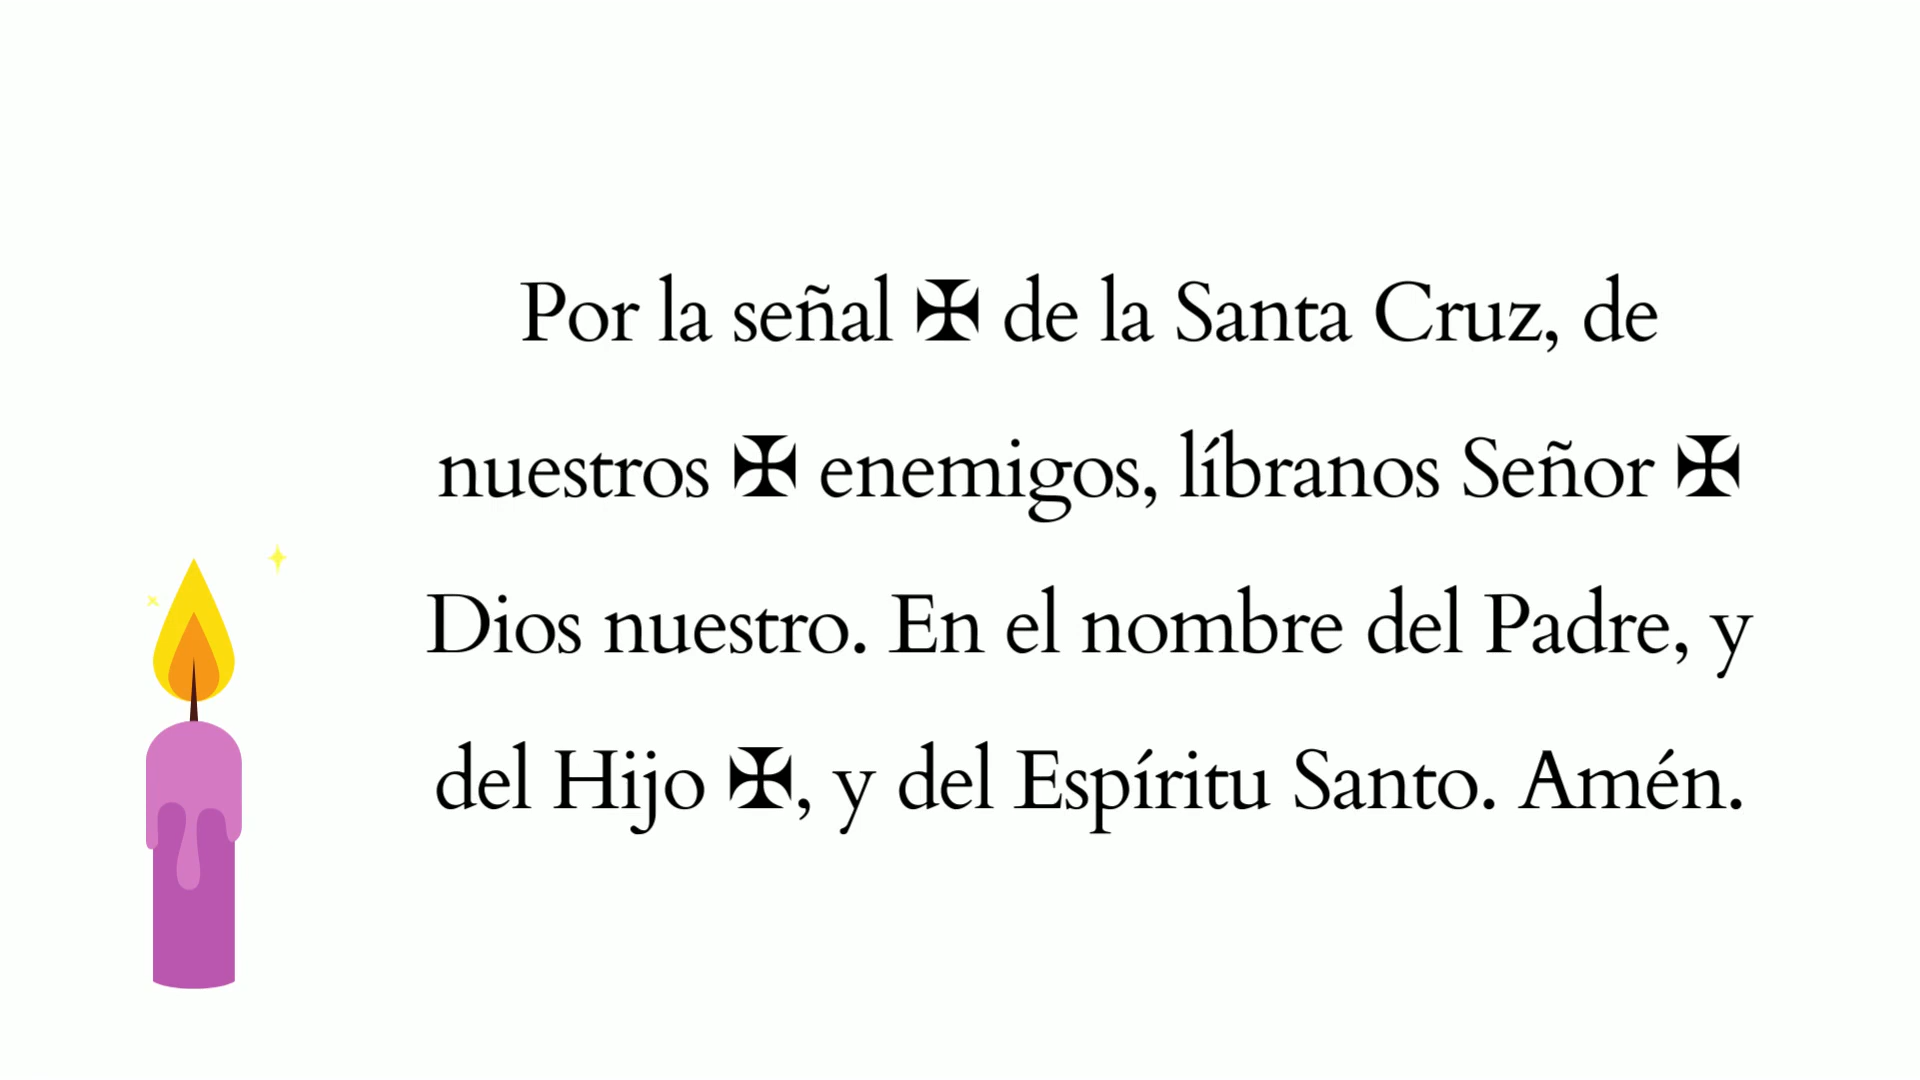 Por la señal ✠ de la Santa Cruz, de
nuestros ✠ enemigos, líbranos Señor ✠
Dios nuestro. En el nombre del Padre, y
del Hijo ✠, y del Espíritu Santo. Amén.